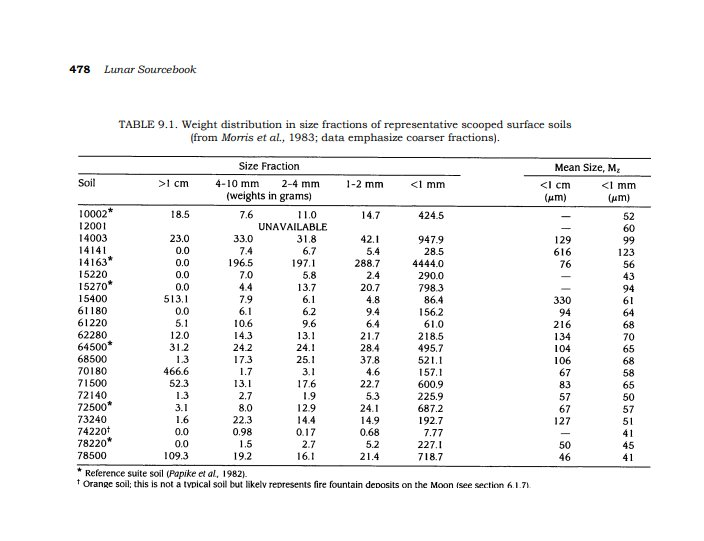 478 Lunar Sourcebook
TABLE 9.1. Weight distribution in size fractions of representative scooped surface soils
(from Morris et al., 1983; data emphasize coarser fractions).
Size Fraction Mean Size, Mz
Soil >1 cm 4-10 mm 2-4 mm 1-2 mm <1 mm <1 cm <1 mm
(weights in grams) (μm) (μm)
10002* 18.5 7.6 11.0 14.7 424.5 — 52
12001 UNAVAILABLE — 60
14003 23.0 33.0 31.8 42.1 947.9 129 99
14141 0.0 7.4 6.7 5.4 28.5 616 123
14163* 0.0 196.5 197.1 288.7 4444.0 76 56
15220 0.0 7.0 5.8 2.4 290.0 — 43
15270* 0.0 4.4 13.7 20.7 798.3 — 94
15400 513.1 7.9 6.1 4.8 86.4 330 61
61180 0.0 6.1 6.2 9.4 156.2 94 64
61220 5.1 10.6 9.6 6.4 61.0 216 68
62280 12.0 14.3 13.1 21.7 218.5 134 70
64500* 31.2 24.2 24.1 28.4 495.7 104 65
68500 1.3 17.3 25.1 37.8 521.1 106 68
70180 466.6 1.7 3.1 4.6 157.1 67 58
71500 52.3 13.1 17.6 22.7 600.9 83 65
72140 1.3 2.7 1.9 5.3 225.9 57 50
72500* 3.1 8.0 12.9 24.1 687.2 67 57
73240 1.6 22.3 14.4 14.9 192.7 127 51
74220† 0.0 0.98 0.17 0.68 7.77 — 41
78220* 0.0 1.5 2.7 5.2 227.1 50 45
78500 109.3 19.2 16.1 21.4 718.7 46 41
* Reference suite soil (Papike et al, 1982).
† Orange soil; this is not a typical soil but likely represents fire fountain deposits on the Moon (see section 6.1.7).